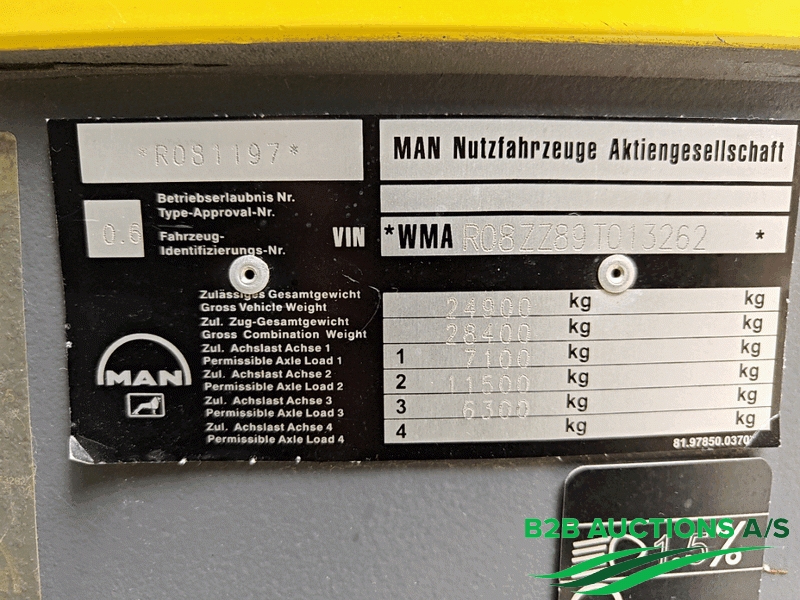 *R081197*
MAN Nutzfahrzeuge Aktiengesellschaft
Betriebserlaubnis Nr.
Type-Approval-Nr.
0.6
Fahrzeug-
Identifizierungs-Nr.
VIN *WMA R08ZZ89T013262 *
Zulässiges Gesamtgewicht
Gross Vehicle Weight
24900 kg kg
Zul. Zug-Gesamtgewicht
Gross Combination Weight
28400 kg kg
Zul. Achslast Achse 1
Permissible Axle Load 1
1 7100 kg kg
Zul. Achslast Achse 2
Permissible Axle Load 2
2 11500 kg kg
Zul. Achslast Achse 3
Permissible Axle Load 3
3 6300 kg kg
Zul. Achslast Achse 4
Permissible Axle Load 4
4 kg kg
MAN
B2B AUCTIONS A/S
1.5%